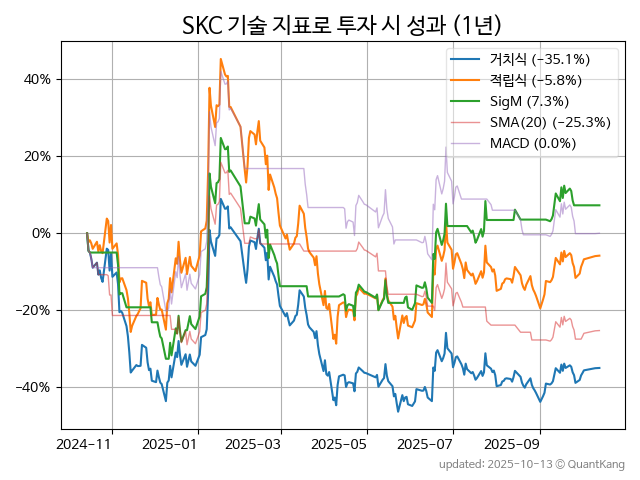 SKC 기술 지표로 투자 시 성과 (1년)
거치식 (−35.1%)
적립식 (−5.8%)
SigM (7.3%)
SMA(20) (−25.3%)
MACD (0.0%)
40%
20%
0%
−20%
−40%
2024-11 2025-01 2025-03 2025-05 2025-07 2025-09
updated: 2025-10-13 © QuantKang